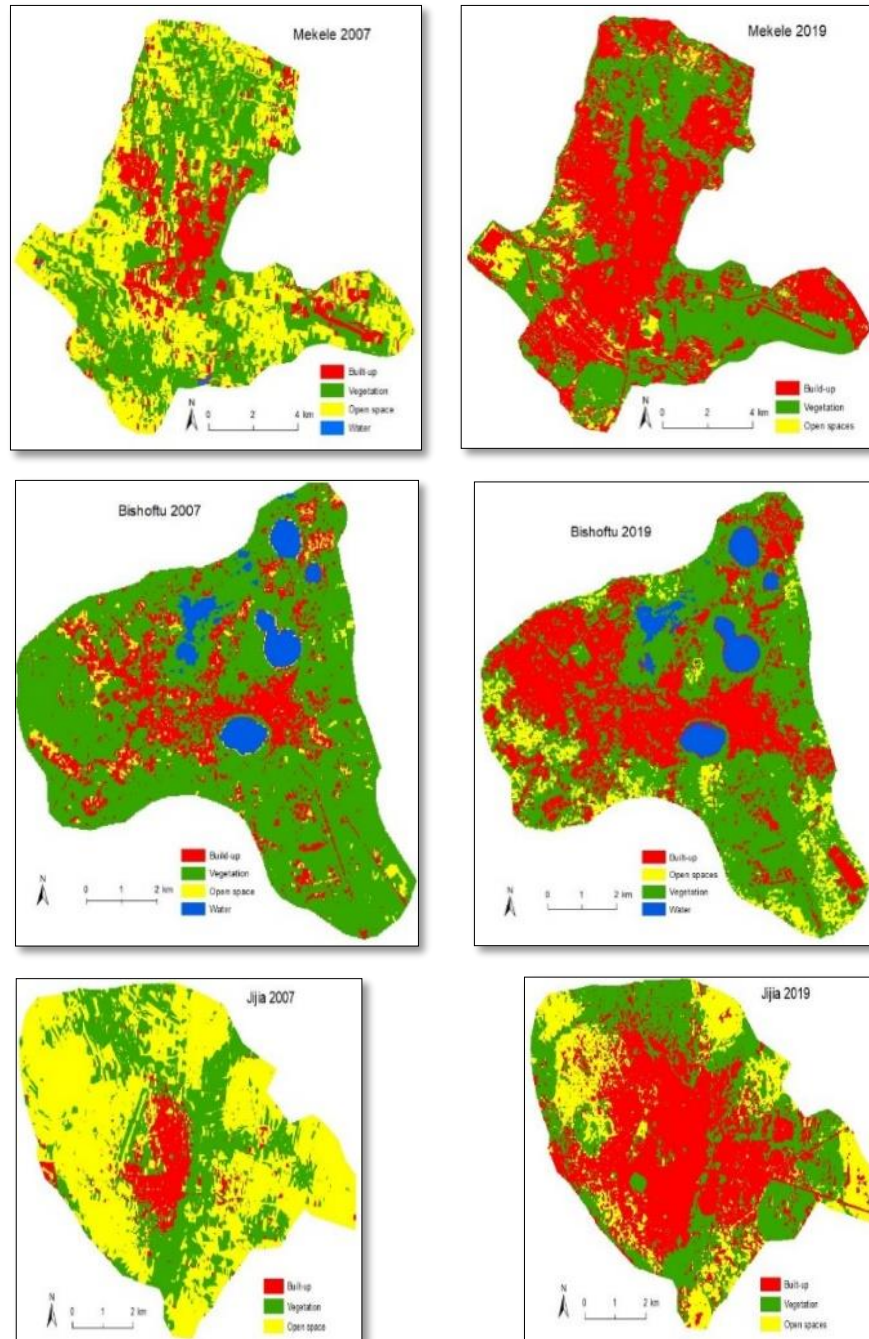 Mekele 2007
Built-up
Vegetation
Open space
Water
N
0 2 4 km
Mekele 2019
Build-up
Vegetation
Open spaces
N
0 2 4 km
Bishoftu 2007
Build-up
Vegetation
Open space
Water
N
0 1 2 km
Bishoftu 2019
Built-up
Open spaces
Vegetation
Water
N
0 1 2 km
Jijia 2007
Built-up
Vegetation
Open space
N
0 1 2 km
Jijia 2019
Built-up
Vegetation
Open spaces
N
0 1 2 km